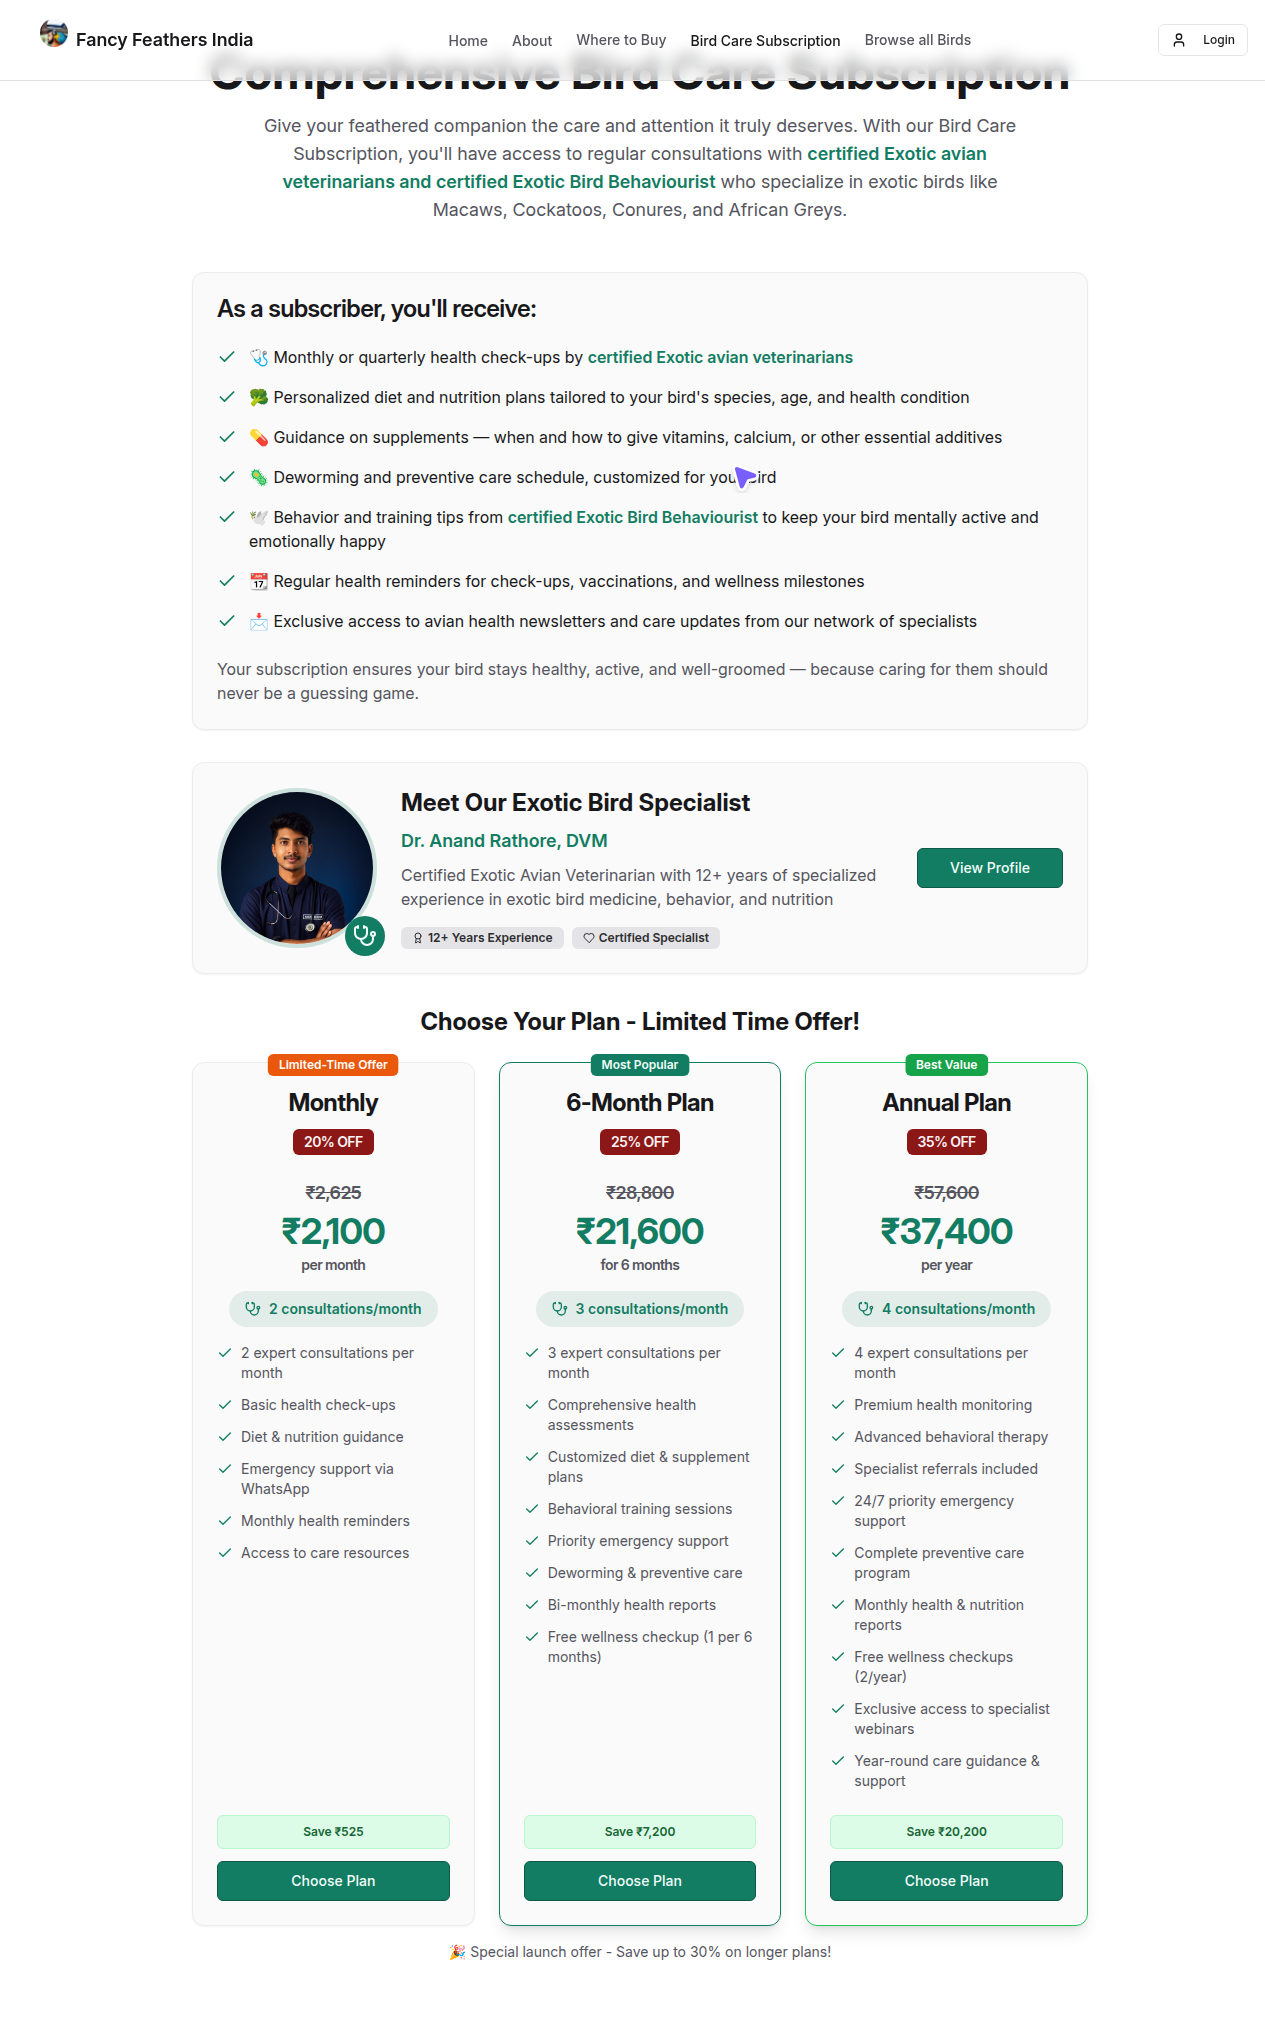 Fancy Feathers India
Home
About
Where to Buy
Bird Care Subscription
Browse all Birds
Login
Comprehensive Bird Care Subscription
Give your feathered companion the care and attention it truly deserves. With our Bird Care
Subscription, you'll have access to regular consultations with certified Exotic avian
veterinarians and certified Exotic Bird Behaviourist who specialize in exotic birds like
Macaws, Cockatoos, Conures, and African Greys.
As a subscriber, you'll receive:
🩺 Monthly or quarterly health check-ups by certified Exotic avian veterinarians
🥦 Personalized diet and nutrition plans tailored to your bird's species, age, and health condition
💊 Guidance on supplements — when and how to give vitamins, calcium, or other essential additives
🦠 Deworming and preventive care schedule, customized for your bird
🕊️ Behavior and training tips from certified Exotic Bird Behaviourist to keep your bird mentally active and
emotionally happy
📆 Regular health reminders for check-ups, vaccinations, and wellness milestones
📩 Exclusive access to avian health newsletters and care updates from our network of specialists
Your subscription ensures your bird stays healthy, active, and well-groomed — because caring for them should
never be a guessing game.
Meet Our Exotic Bird Specialist
Dr. Anand Rathore, DVM
Certified Exotic Avian Veterinarian with 12+ years of specialized
experience in exotic bird medicine, behavior, and nutrition
12+ Years Experience
Certified Specialist
View Profile
Choose Your Plan - Limited Time Offer!
Limited-Time Offer
Monthly
20% OFF
₹2,625
₹2,100
per month
2 consultations/month
2 expert consultations per
month
Basic health check-ups
Diet & nutrition guidance
Emergency support via
WhatsApp
Monthly health reminders
Access to care resources
Save ₹525
Choose Plan
Most Popular
6-Month Plan
25% OFF
₹28,800
₹21,600
for 6 months
3 consultations/month
3 expert consultations per
month
Comprehensive health
assessments
Customized diet & supplement
plans
Behavioral training sessions
Priority emergency support
Deworming & preventive care
Bi-monthly health reports
Free wellness checkup (1 per 6
months)
Save ₹7,200
Choose Plan
Best Value
Annual Plan
35% OFF
₹57,600
₹37,400
per year
4 consultations/month
4 expert consultations per
month
Premium health monitoring
Advanced behavioral therapy
Specialist referrals included
24/7 priority emergency
support
Complete preventive care
program
Monthly health & nutrition
reports
Free wellness checkups
(2/year)
Exclusive access to specialist
webinars
Year-round care guidance &
support
Save ₹20,200
Choose Plan
🎉 Special launch offer - Save up to 30% on longer plans!